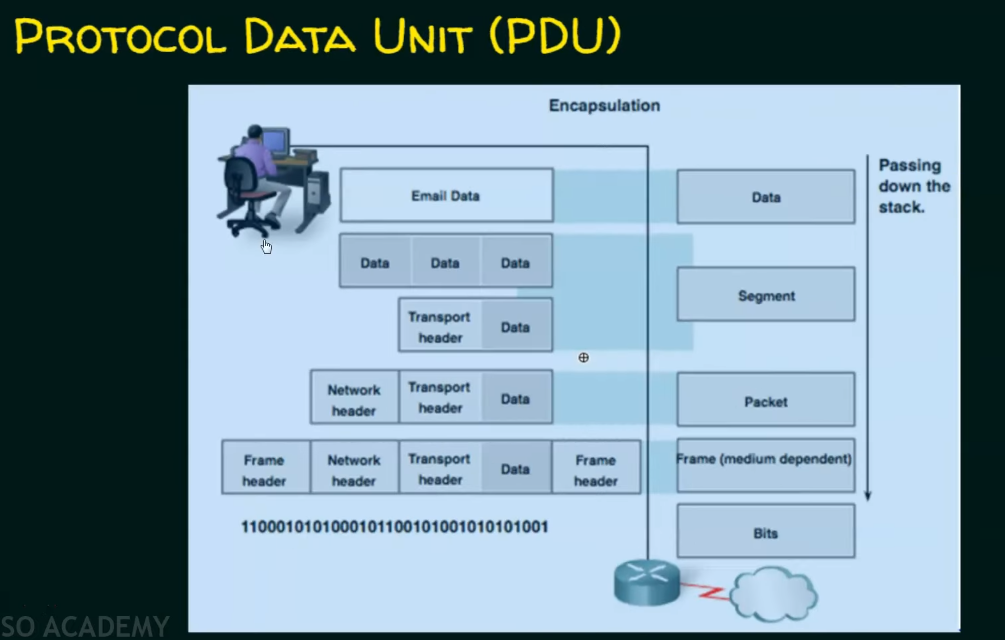 PROTOCOL DATA UNIT (PDU)
Encapsulation
Passing
down the
stack.
Email Data
Data
Data
Data
Data
Segment
Transport
header
Data
Network
header
Transport
header
Data
Packet
Frame
header
Network
header
Transport
header
Data
Frame
header
Frame (medium dependent)
1100010101000101100101001010101001
Bits
SO ACADEMY